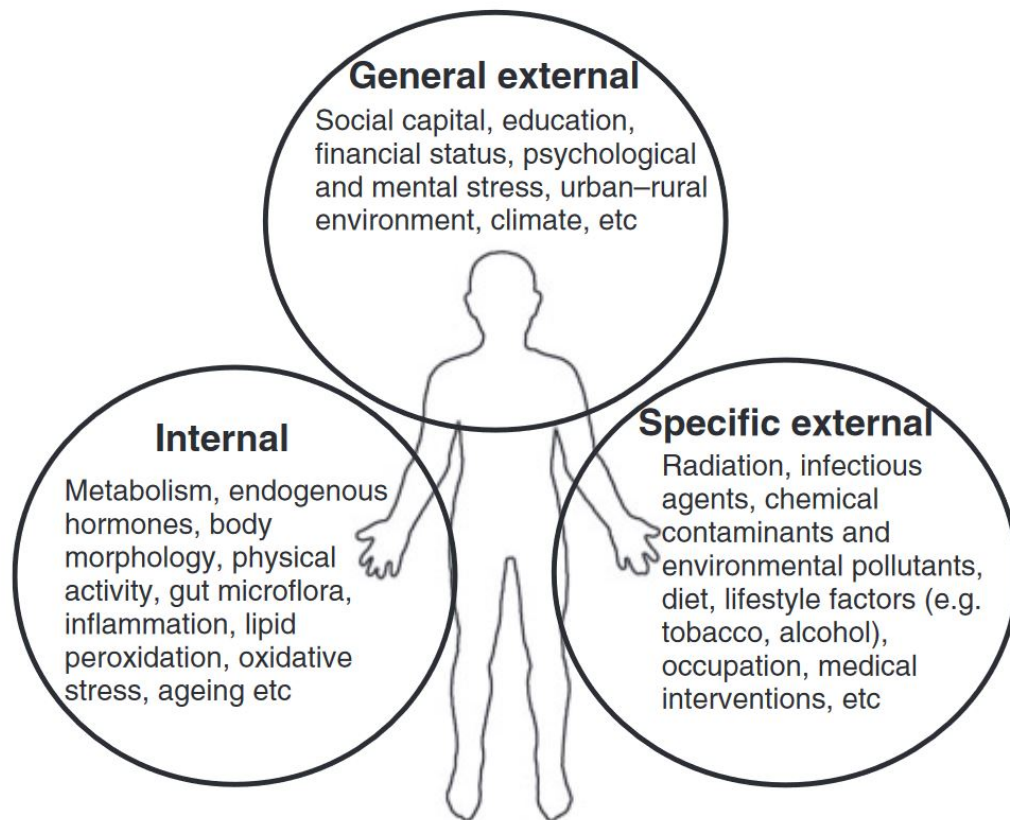 General external
Social capital, education,
financial status, psychological
and mental stress, urban–rural
environment, climate, etc
Internal
Metabolism, endogenous
hormones, body
morphology, physical
activity, gut microflora,
inflammation, lipid
peroxidation, oxidative
stress, ageing etc
Specific external
Radiation, infectious
agents, chemical
contaminants and
environmental pollutants,
diet, lifestyle factors (e.g.
tobacco, alcohol),
occupation, medical
interventions, etc